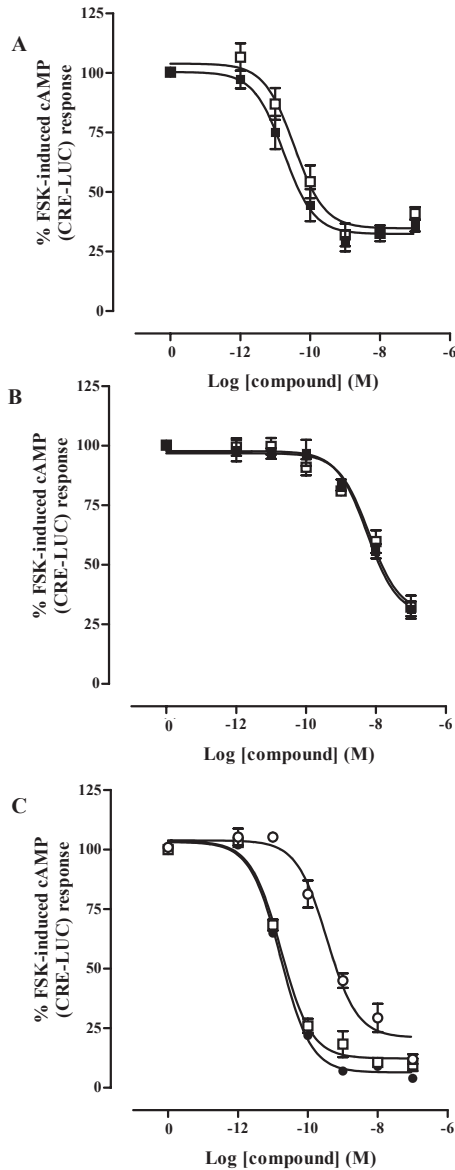 A
125
100
75
50
25
0
% FSK-induced cAMP
(CRE-LUC) response
0 -12 -10 -8 -6
Log [compound] (M)
B
125
100
75
50
25
0
% FSK-induced cAMP
(CRE-LUC) response
0 -12 -10 -8 -6
Log [compound] (M)
C
125
100
75
50
25
0
% FSK-induced cAMP
(CRE-LUC) response
0 -12 -10 -8 -6
Log [compound] (M)